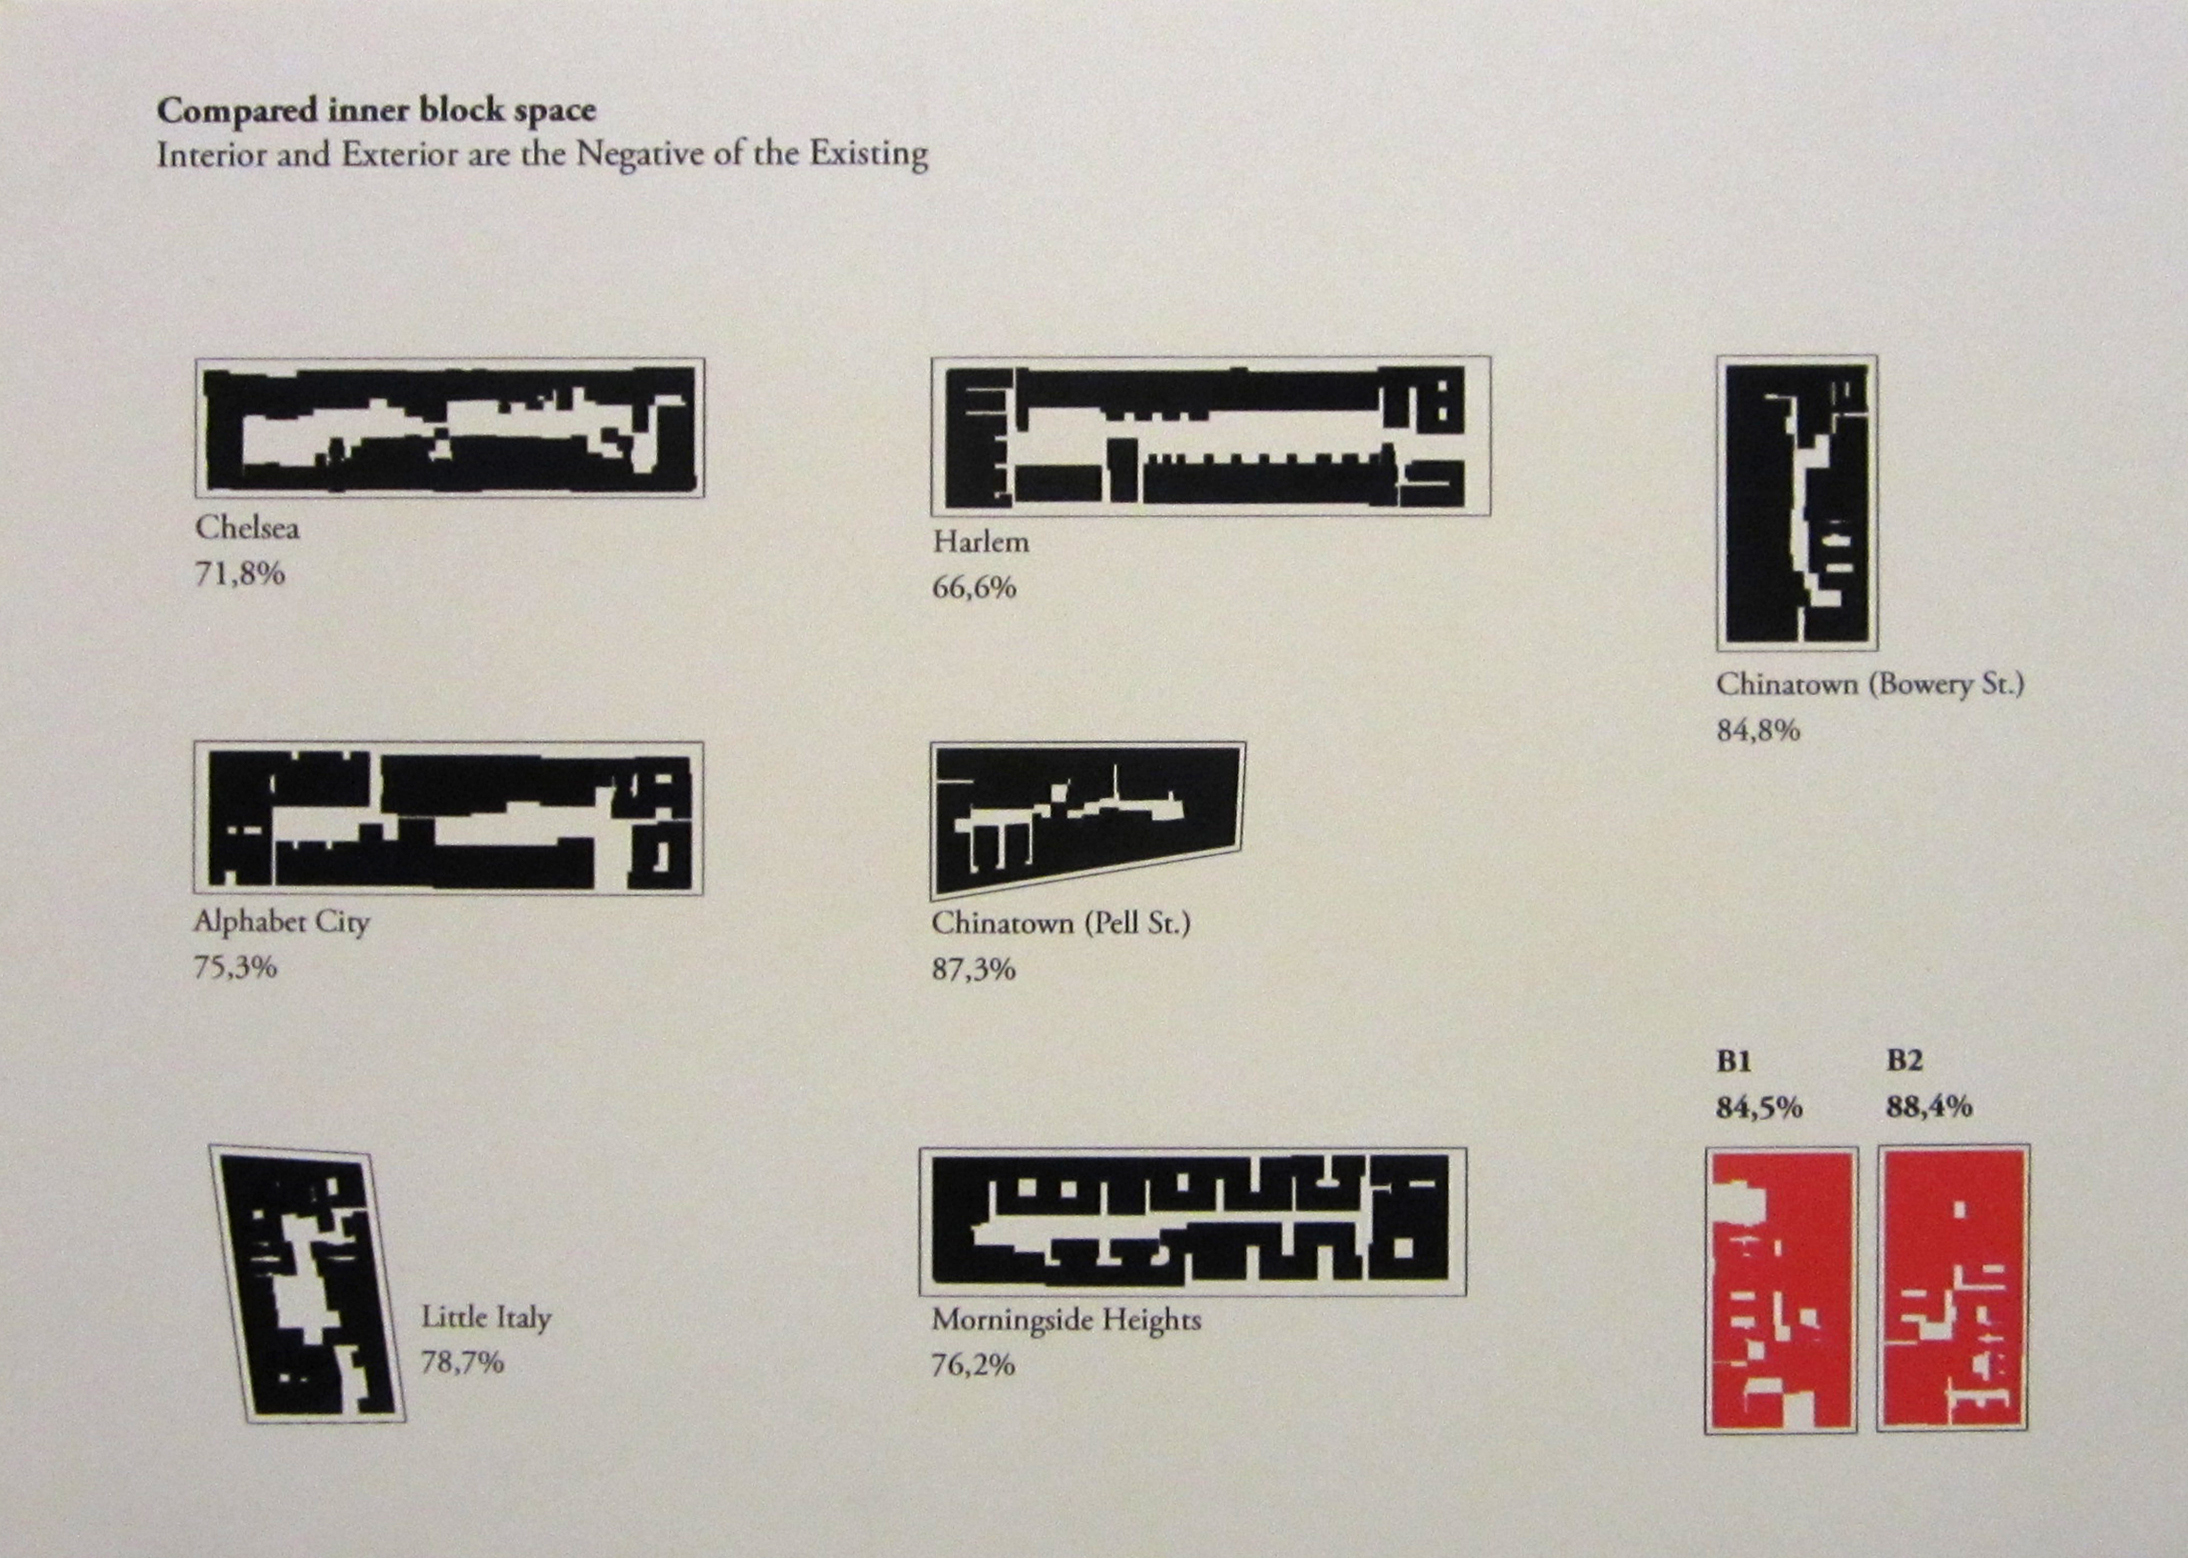 Compared inner block space
Interior and Exterior are the Negative of the Existing
Chelsea
71,8%
Harlem
66,6%
Chinatown (Bowery St.)
84,8%
Alphabet City
75,3%
Chinatown (Pell St.)
87,3%
B1
84,5%
B2
88,4%
Little Italy
78,7%
Morningside Heights
76,2%